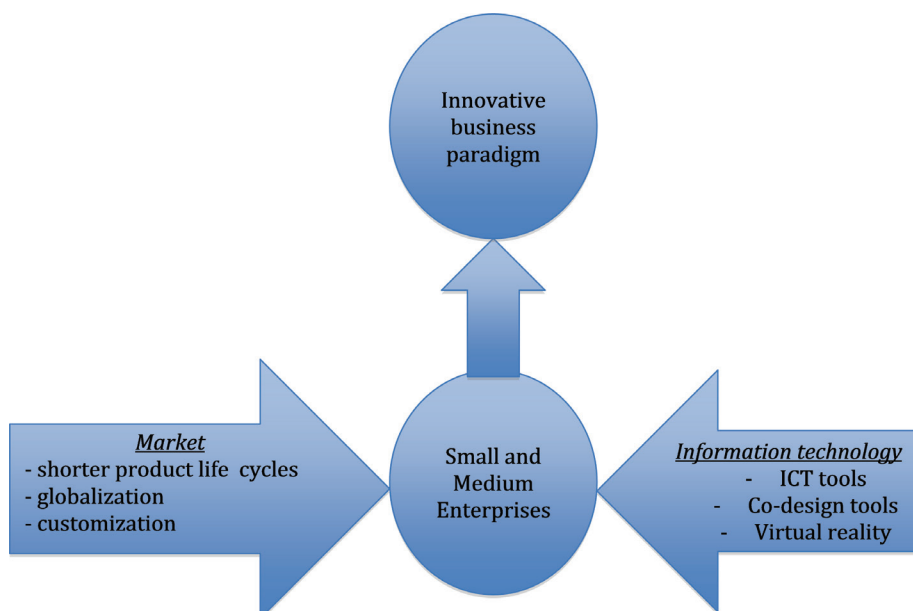 Innovative
business
paradigm
Market
- shorter product life cycles
- globalization
- customization
Small and
Medium
Enterprises
Information technology
- ICT tools
- Co-design tools
- Virtual reality